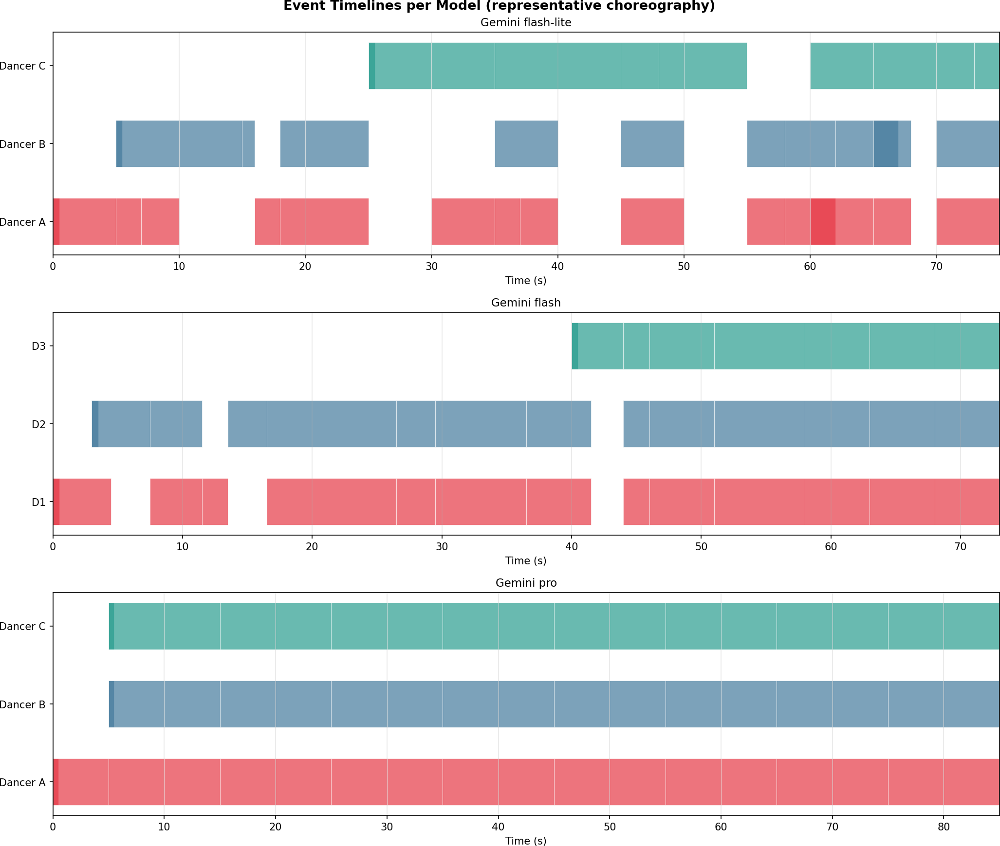 Event Timelines per Model (representative choreography)
Gemini flash-lite
Dancer C
Dancer B
Dancer A
0 10 20 30 40 50 60 70
Time (s)
Gemini flash
D3
D2
D1
0 10 20 30 40 50 60 70
Time (s)
Gemini pro
Dancer C
Dancer B
Dancer A
0 10 20 30 40 50 60 70 80
Time (s)